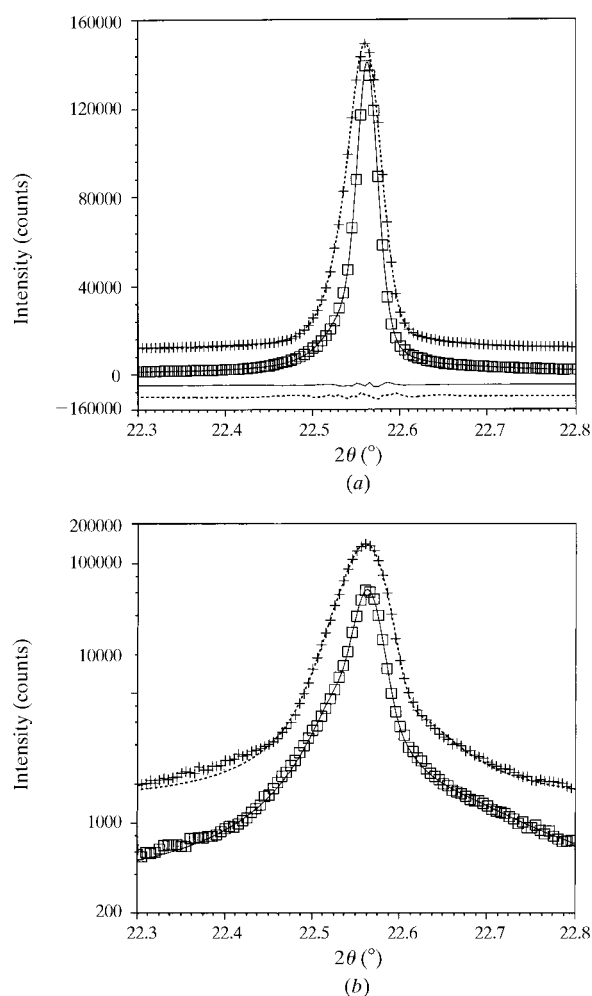 160000
120000
80000
40000
0
−160000
Intensity (counts)
22.3 22.4 22.5 22.6 22.7 22.8
2θ (°)
(a)
200000
100000
10000
1000
200
Intensity (counts)
22.3 22.4 22.5 22.6 22.7 22.8
2θ (°)
(b)